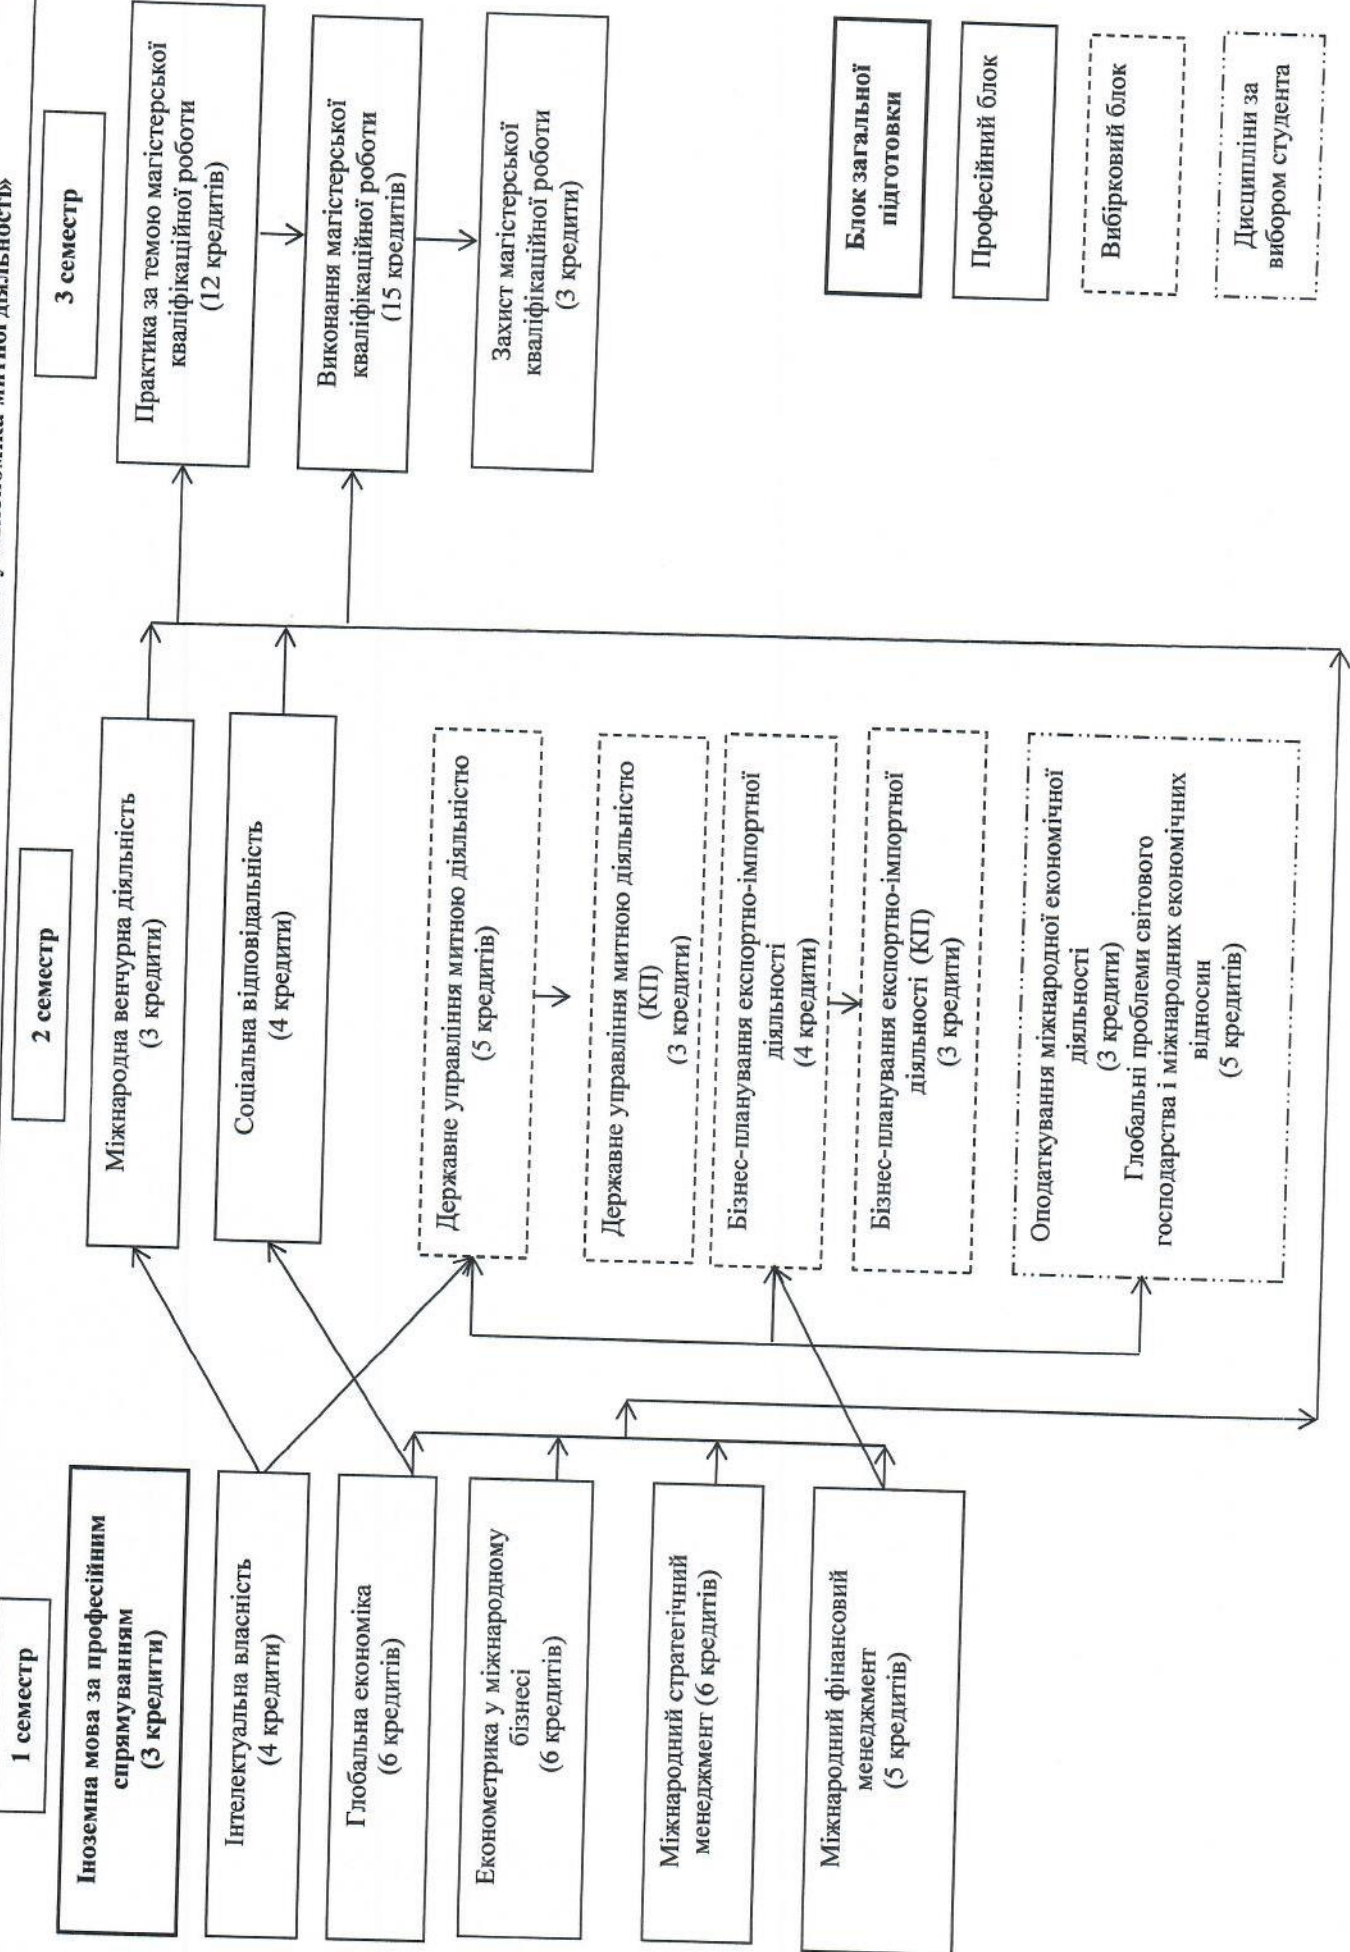 митної діяльності»
1 семестр
Іноземна мова за професійним
спрямуванням
(3 кредити)
Інтелектуальна власність
(4 кредити)
Глобальна економіка
(6 кредитів)
Економетрика у міжнародному
бізнесі
(6 кредитів)
Міжнародний стратегічний
менеджмент (6 кредитів)
Міжнародний фінансовий
менеджмент
(5 кредитів)
2 семестр
Міжнародна венчурна діяльність
(3 кредити)
Соціальна відповідальність
(4 кредити)
Державне управління митною діяльністю
(5 кредитів)
Державне управління митною діяльністю
(КП)
(3 кредити)
Бізнес-планування експортно-імпортної
діяльності
(4 кредити)
Бізнес-планування експортно-імпортної
діяльності (КП)
(3 кредити)
Оподаткування міжнародної економічної
діяльності
(3 кредити)
Глобальні проблеми світового
господарства і міжнародних економічних
відносин
(5 кредитів)
3 семестр
Практика за темою магістерської
кваліфікаційної роботи
(12 кредитів)
Виконання магістерської
кваліфікаційної роботи
(15 кредитів)
Захист магістерської
кваліфікаційної роботи
(3 кредити)
Блок загальної
підготовки
Професійний блок
Вибірковий блок
Дисципліни за
вибором студента